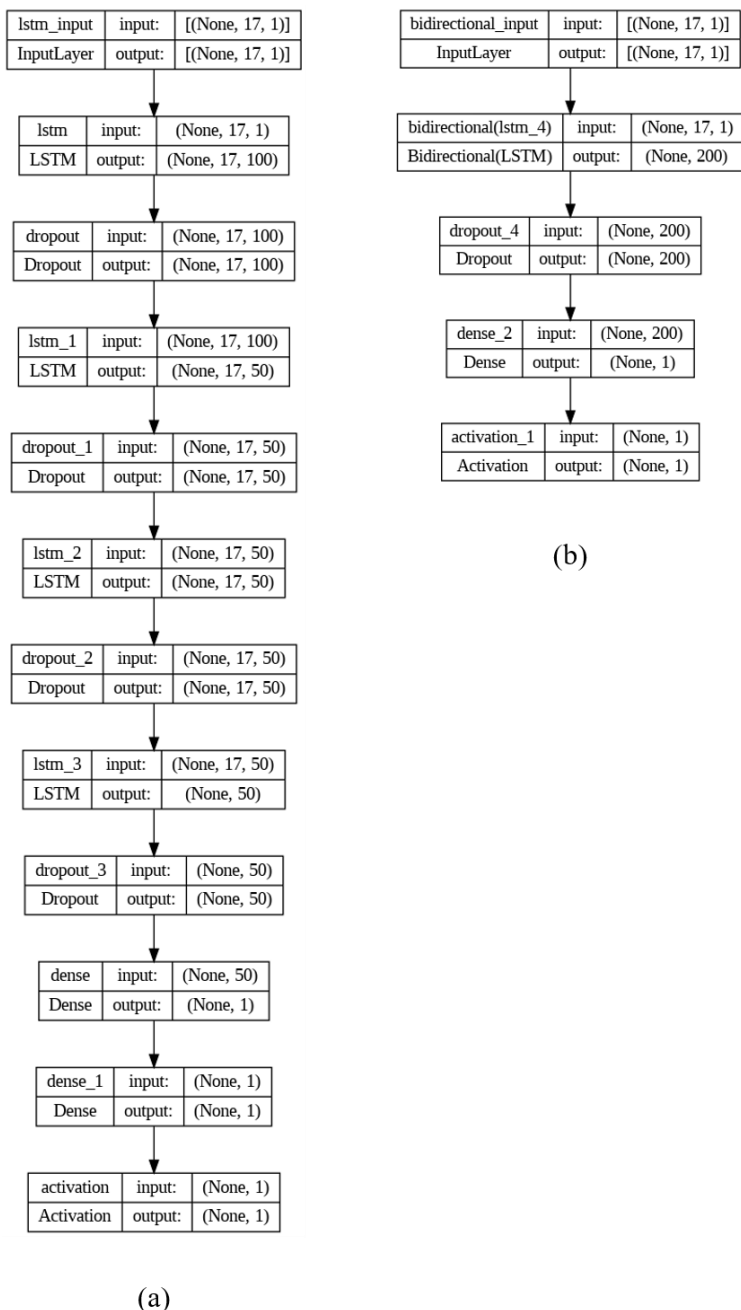 lstm_input input: [(None, 17, 1)]
InputLayer output: [(None, 17, 1)]
lstm input: (None, 17, 1)
LSTM output: (None, 17, 100)
dropout input: (None, 17, 100)
Dropout output: (None, 17, 100)
lstm_1 input: (None, 17, 100)
LSTM output: (None, 17, 50)
dropout_1 input: (None, 17, 50)
Dropout output: (None, 17, 50)
lstm_2 input: (None, 17, 50)
LSTM output: (None, 17, 50)
dropout_2 input: (None, 17, 50)
Dropout output: (None, 17, 50)
lstm_3 input: (None, 17, 50)
LSTM output: (None, 50)
dropout_3 input: (None, 50)
Dropout output: (None, 50)
dense input: (None, 50)
Dense output: (None, 1)
dense_1 input: (None, 1)
Dense output: (None, 1)
activation input: (None, 1)
Activation output: (None, 1)
(a)
bidirectional_input input: [(None, 17, 1)]
InputLayer output: [(None, 17, 1)]
bidirectional(lstm_4) input: (None, 17, 1)
Bidirectional(LSTM) output: (None, 200)
dropout_4 input: (None, 200)
Dropout output: (None, 200)
dense_2 input: (None, 200)
Dense output: (None, 1)
activation_1 input: (None, 1)
Activation output: (None, 1)
(b)